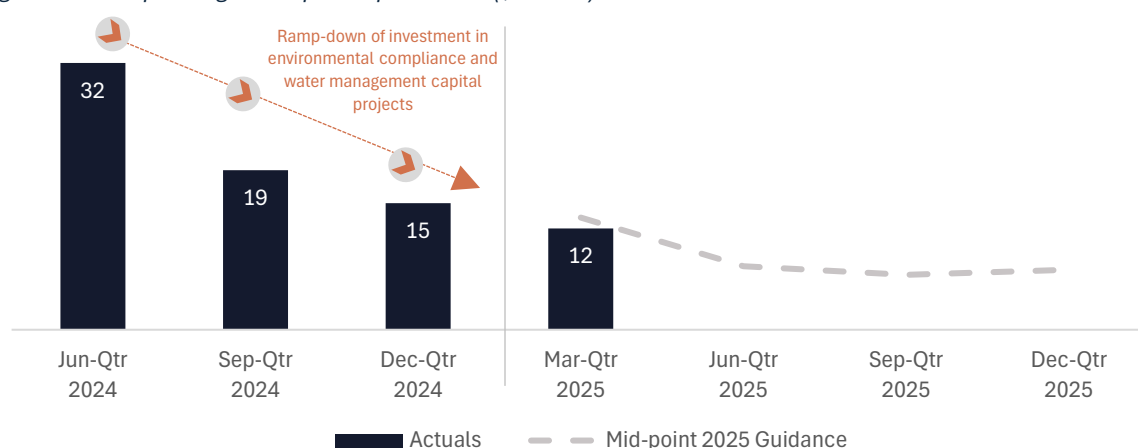 Ramp-down of investment in
environmental compliance and
water management capital
projects
32
19
15
12
Jun-Qtr
2024
Sep-Qtr
2024
Dec-Qtr
2024
Mar-Qtr
2025
Jun-Qtr
2025
Sep-Qtr
2025
Dec-Qtr
2025
Actuals
Mid-point 2025 Guidance